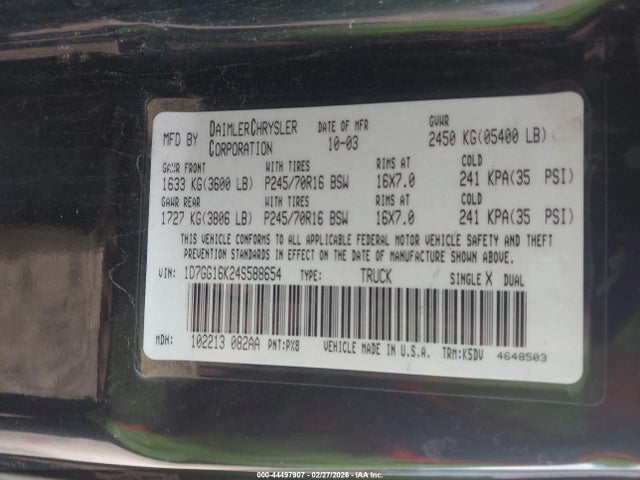 MFD BY DAIMLERCHRYSLER CORPORATION DATE OF MFR 10-03 GVWR 2450 KG(05400 LB)
GAWR FRONT WITH TIRES RIMS AT COLD
1633 KG(3600 LB) P245/70R16 BSW 16X7.0 241 KPA(35 PSI)
GAWR REAR WITH TIRES RIMS AT COLD
1727 KG(3806 LB) P245/70R16 BSW 16X7.0 241 KPA(35 PSI)
THIS VEHICLE CONFORMS TO ALL APPLICABLE FEDERAL MOTOR VEHICLE SAFETY AND THEFT
PREVENTION STANDARDS IN EFFECT ON THE DATE OF MANUFACTURE SHOWN ABOVE.
VIN: 1D7GG16K24S588654 TYPE: TRUCK SINGLE X DUAL
MDH: 102213 082AA PNT:PX8 VEHICLE MADE IN U.S.A. TRM:K5DV 4648503
000-44497907 - 02/27/2026 - IAA Inc.